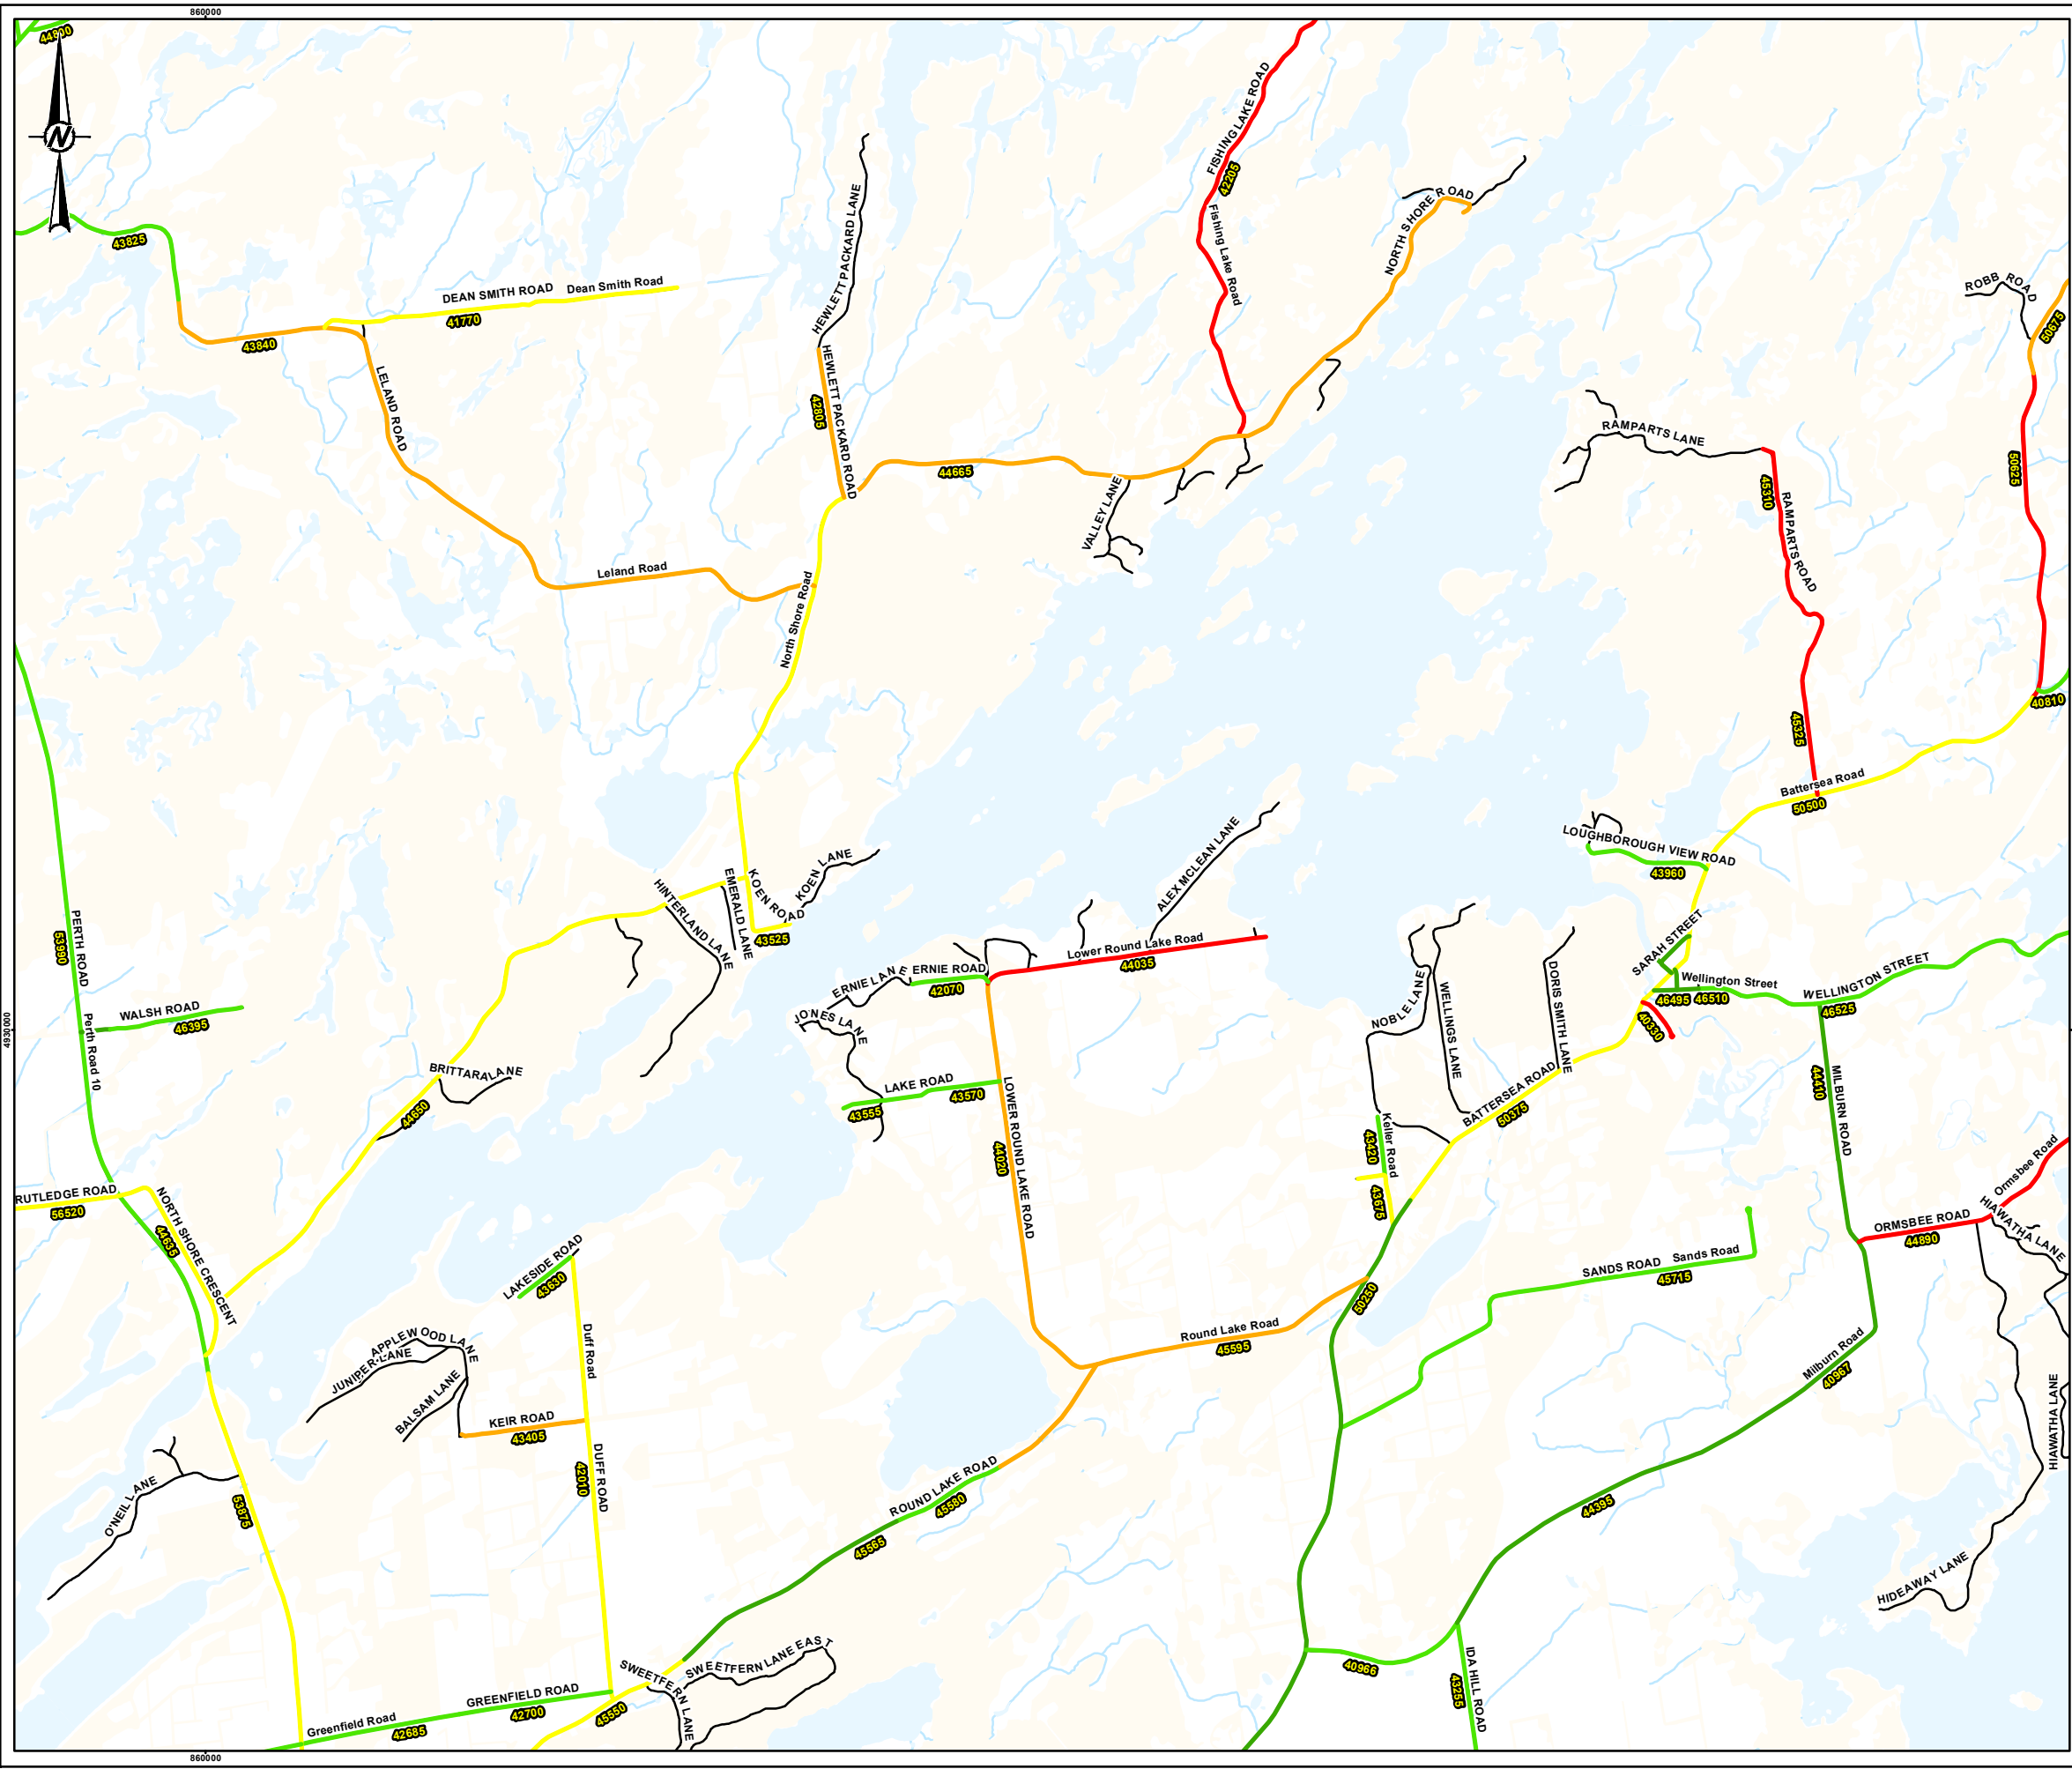 860000
44800
N
FISHING LAKE ROAD
42205
Fishing Lake Road
HEWLETT PACKARD LANE
NORTH SHORE ROAD
43825
DEAN SMITH ROAD
Dean Smith Road
41770
ROBB ROAD
50675
43840
LELAND ROAD
HEWLETT PACKARD ROAD
42805
44665
RAMPARTS LANE
50625
45310
RAMPARTS ROAD
VALLEY LANE
Leland Road
North Shore Road
40810
45325
Battersea Road
50500
LOUGHBOROUGH VIEW ROAD
43960
PERTH ROAD
53990
HINTERLAND LANE
EMERALD LANE
KOEN ROAD
KOEN LANE
43525
ALEX MCLEAN LANE
Lower Round Lake Road
44035
SARAH STREET
Wellington Street
WELLINGTON STREET
46495
46510
46525
40330
ERNIE LANE
ERNIE ROAD
42070
JONES LANE
NOBLE LANE
WELLINGS LANE
DORIS SMITH LANE
WALSH ROAD
46395
4930000
Perth Road 10
BRITTARA LANE
44650
LAKE ROAD
43555
43570
LOWER ROUND LAKE ROAD
44020
BATTERSEA ROAD
50375
Keller Road
43420
43675
44410
MILBURN ROAD
RUTLEDGE ROAD
56520
44635
NORTH SHORE CRESCENT
ORMSBEE ROAD
44890
Ormsbee Road
HIAWATHA LANE
LAKESIDE ROAD
43630
SANDS ROAD
Sands Road
45715
50250
Duff Road
Round Lake Road
45595
APPLEWOOD LANE
JUNIPER LANE
BALSAM LANE
KEIR ROAD
43405
Milburn Road
40967
HIAWATHA LANE
O'NEIL LANE
53875
42010
DUFF ROAD
ROUND LAKE ROAD
45580
45565
44395
HIDEAWAY LANE
SWEETFERN LANE
SWEETFERN LANE EAST
40966
IDA HILL ROAD
43255
GREENFIELD ROAD
42700
Greenfield Road
42685
45550
860000